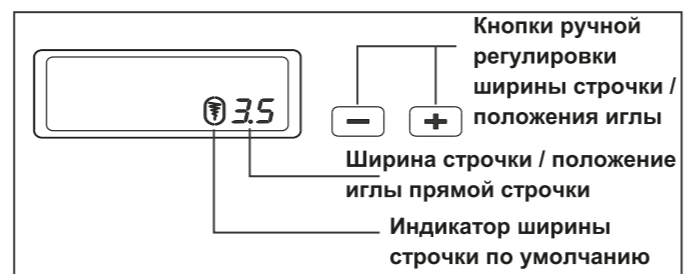 Кнопки ручной
регулировки
ширины строчки /
положения иглы
3.5
− +
Ширина строчки / положение
иглы прямой строчки
Индикатор ширины
строчки по умолчанию